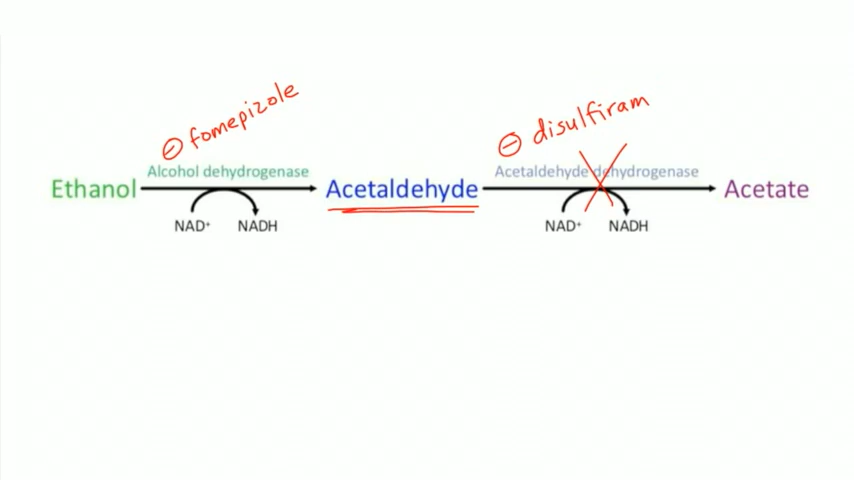 ⊖ fomepizole
⊖ disulfiram
Alcohol dehydrogenase
Acetaldehyde dehydrogenase
Ethanol
Acetaldehyde
Acetate
NAD⁺
NADH
NAD⁺
NADH